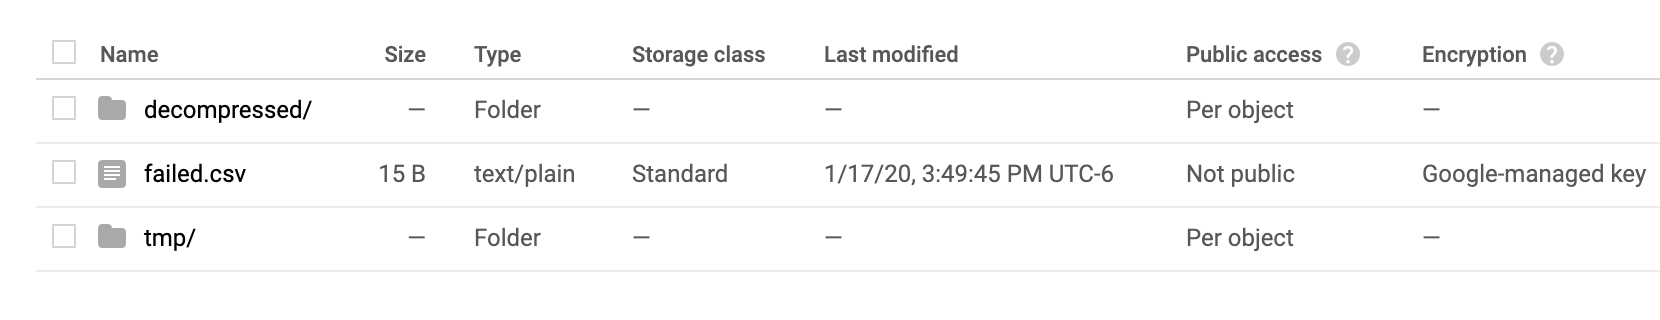 Name Size Type Storage class Last modified Public access ? Encryption ?
decompressed/ — Folder — — Per object —
failed.csv 15 B text/plain Standard 1/17/20, 3:49:45 PM UTC-6 Not public Google-managed key
tmp/ — Folder — — Per object —